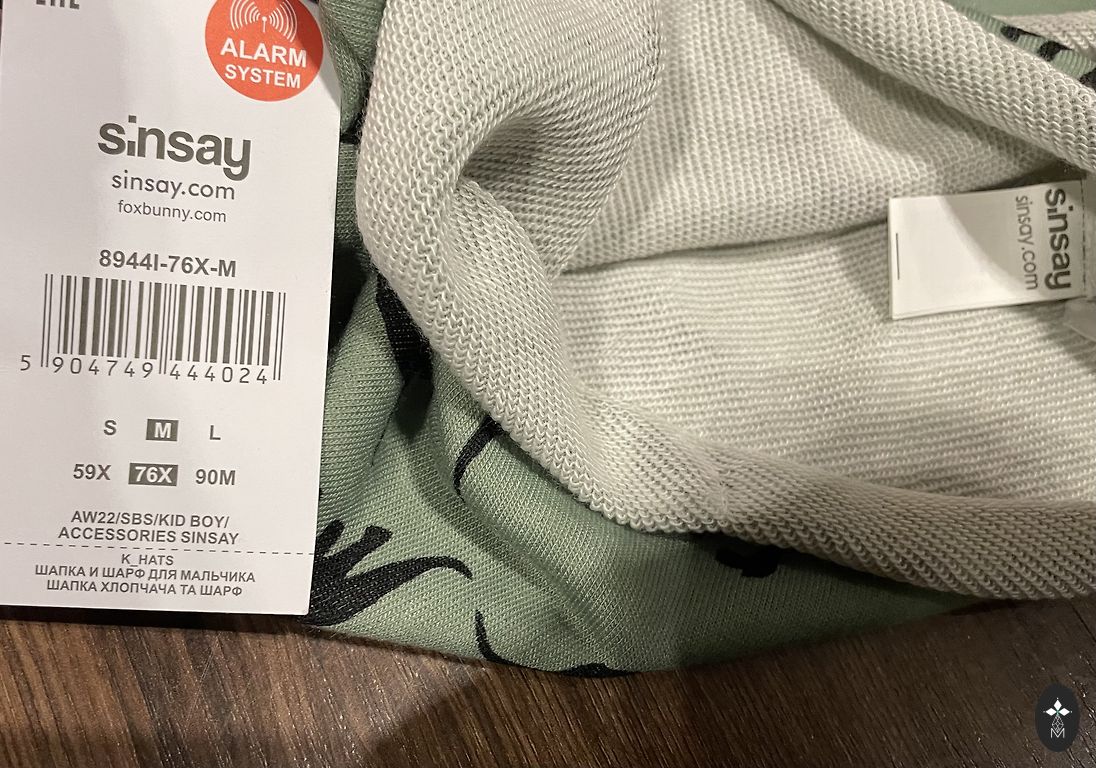 ALARM
SYSTEM
sinsay
sinsay.com
foxbunny.com
8944I-76X-M
5 904749 444024
S M L
59X 76X 90M
AW22/SBS/KID BOY/
ACCESSORIES SINSAY
K_HATS
ШАПКА И ШАРФ ДЛЯ МАЛЬЧИКА
ШАПКА ХЛОПЧАЧА ТА ШАРФ
sinsay
sinsay.com
M